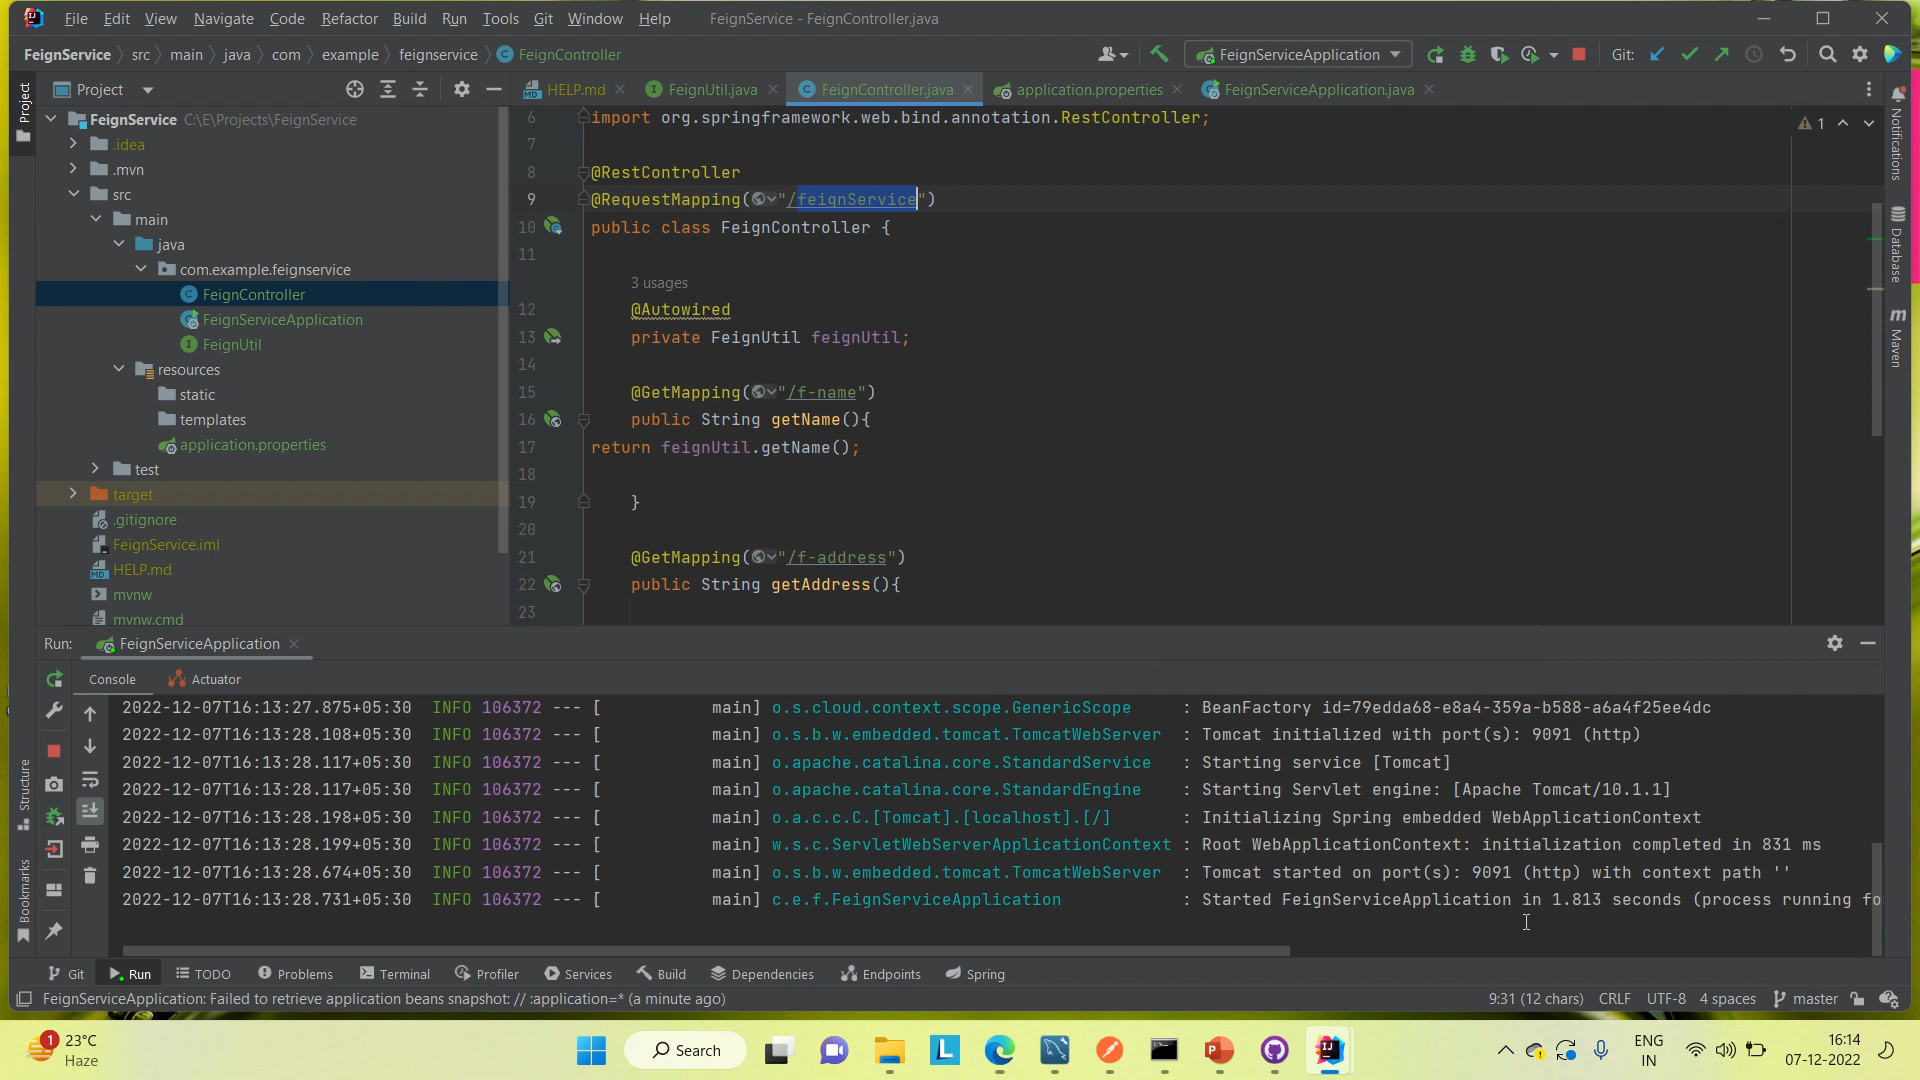 File Edit View Navigate Code Refactor Build Run Tools Git Window Help FeignService - FeignController.java
FeignService src main java com example feignservice FeignController FeignServiceApplication Git:
Project
HELP.md FeignUtil.java FeignController.java application.properties FeignServiceApplication.java
Project
FeignService C:\E\Projects\FeignService
.idea
.mvn
src
main
java
com.example.feignservice
FeignController
FeignServiceApplication
FeignUtil
resources
static
templates
application.properties
test
target
.gitignore
FeignService.iml
HELP.md
mvnw
mvnw.cmd
1
6 import org.springframework.web.bind.annotation.RestController;
7
8 @RestController
9 @RequestMapping("/feignService")
10 public class FeignController {
11
3 usages
12 @Autowired
13 private FeignUtil feignUtil;
14
15 @GetMapping("/f-name")
16 public String getName(){
17 return feignUtil.getName();
18
19 }
20
21 @GetMapping("/f-address")
22 public String getAddress(){
23
Notifications
Database
m Maven
Run: FeignServiceApplication
Console Actuator
2022-12-07T16:13:27.875+05:30 INFO 106372 --- [ main] o.s.cloud.context.scope.GenericScope : BeanFactory id=79edda68-e8a4-359a-b588-a6a4f25ee4dc
2022-12-07T16:13:28.108+05:30 INFO 106372 --- [ main] o.s.b.w.embedded.tomcat.TomcatWebServer : Tomcat initialized with port(s): 9091 (http)
2022-12-07T16:13:28.117+05:30 INFO 106372 --- [ main] o.apache.catalina.core.StandardService : Starting service [Tomcat]
2022-12-07T16:13:28.117+05:30 INFO 106372 --- [ main] o.apache.catalina.core.StandardEngine : Starting Servlet engine: [Apache Tomcat/10.1.1]
2022-12-07T16:13:28.198+05:30 INFO 106372 --- [ main] o.a.c.c.C.[Tomcat].[localhost].[/] : Initializing Spring embedded WebApplicationContext
2022-12-07T16:13:28.199+05:30 INFO 106372 --- [ main] w.s.c.ServletWebServerApplicationContext : Root WebApplicationContext: initialization completed in 831 ms
2022-12-07T16:13:28.674+05:30 INFO 106372 --- [ main] o.s.b.w.embedded.tomcat.TomcatWebServer : Tomcat started on port(s): 9091 (http) with context path ''
2022-12-07T16:13:28.731+05:30 INFO 106372 --- [ main] c.e.f.FeignServiceApplication : Started FeignServiceApplication in 1.813 seconds (process running fo
Structure
Bookmarks
Git Run TODO Problems Terminal Profiler Services Build Dependencies Endpoints Spring
FeignServiceApplication: Failed to retrieve application beans snapshot: // :application=* (a minute ago) 9:31 (12 chars) CRLF UTF-8 4 spaces master
1 23°C
Haze
Search
ENG
IN
16:14
07-12-2022